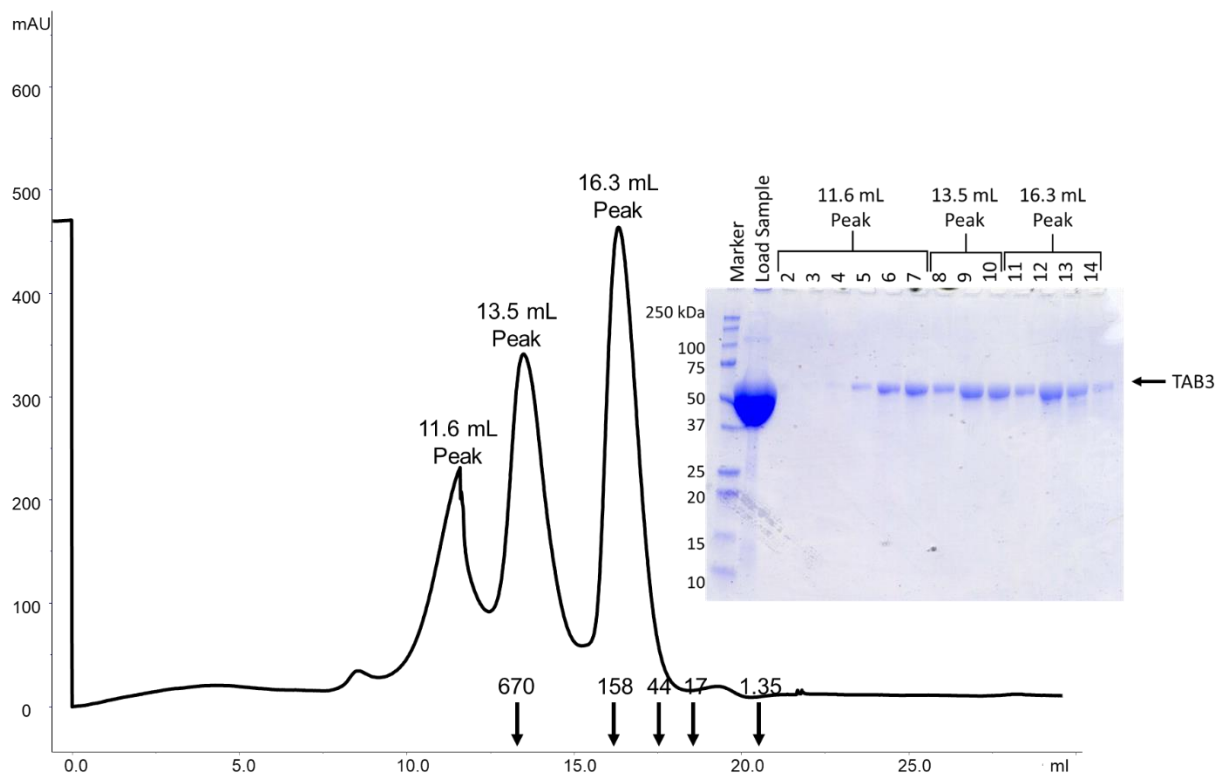 mAU
600
500
400
300
200
100
0
11.6 mL
Peak
13.5 mL
Peak
16.3 mL
Peak
670
158
44
17
1.35
0.0
5.0
10.0
15.0
20.0
25.0
ml
Marker
Load Sample
11.6 mL
Peak
13.5 mL
Peak
16.3 mL
Peak
2
3
4
5
6
7
8
9
10
11
12
13
14
250 kDa
100
75
50
37
25
20
15
10
TAB3